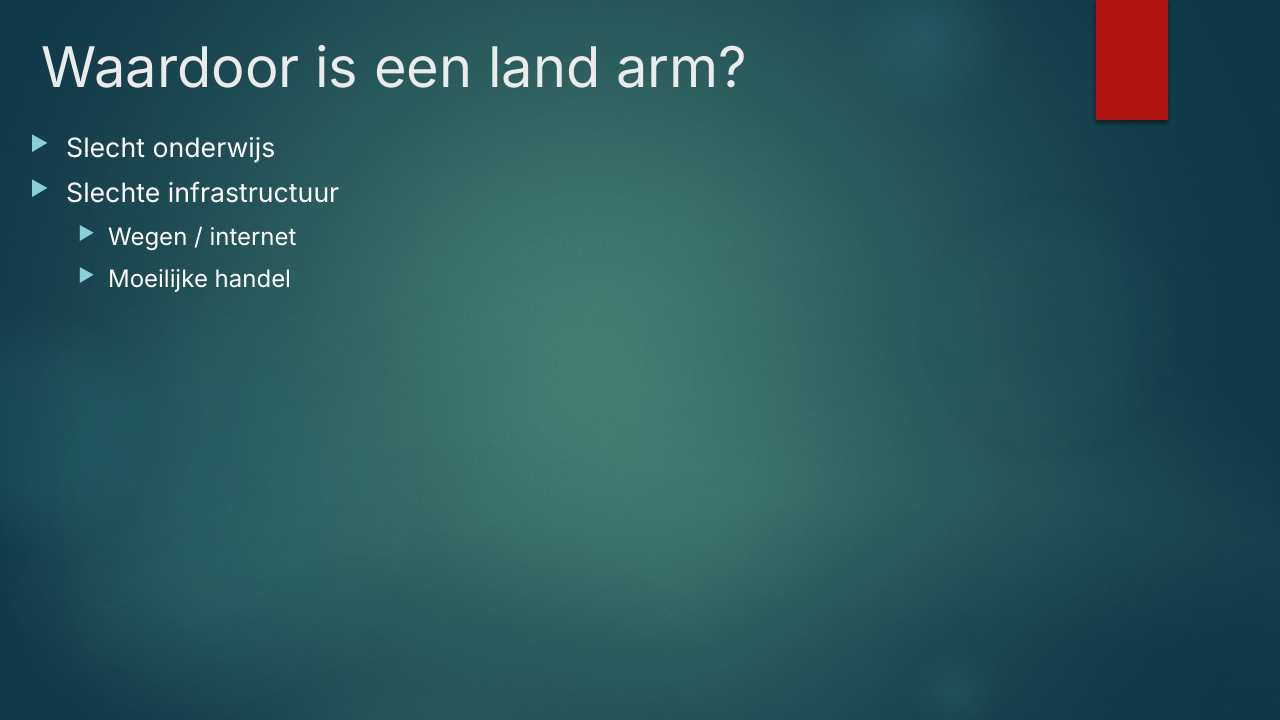 Waardoor is een land arm?
Slecht onderwijs
Slechte infrastructuur
Wegen / internet
Moeilijke handel